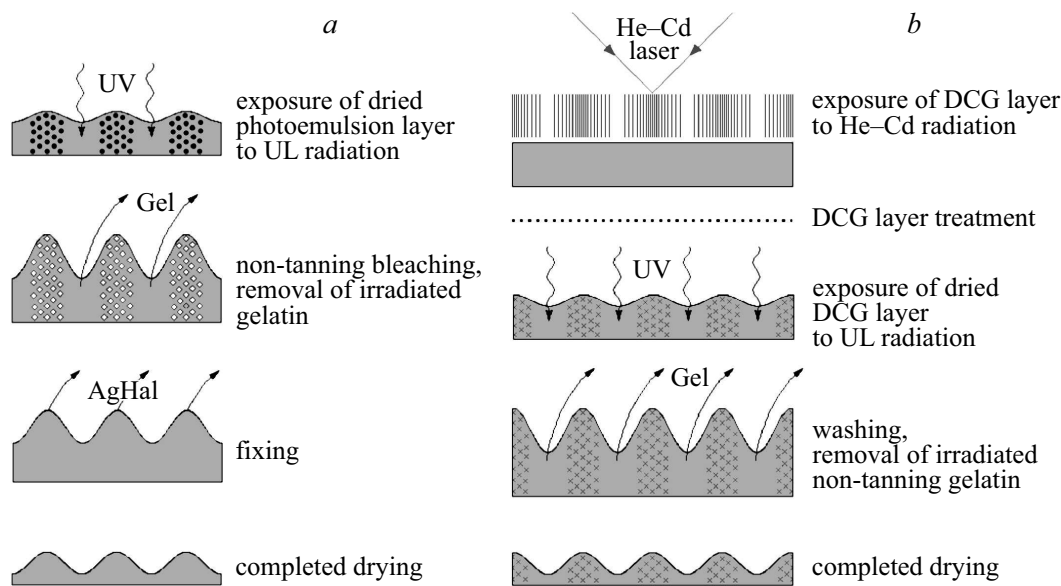 a
UV
exposure of dried
photoemulsion layer
to UL radiation
Gel
non-tanning bleaching,
removal of irradiated
gelatin
AgHal
fixing
completed drying
b
He–Cd
laser
exposure of DCG layer
to He–Cd radiation
DCG layer treatment
UV
exposure of dried
DCG layer
to UL radiation
Gel
washing,
removal of irradiated
non-tanning gelatin
completed drying